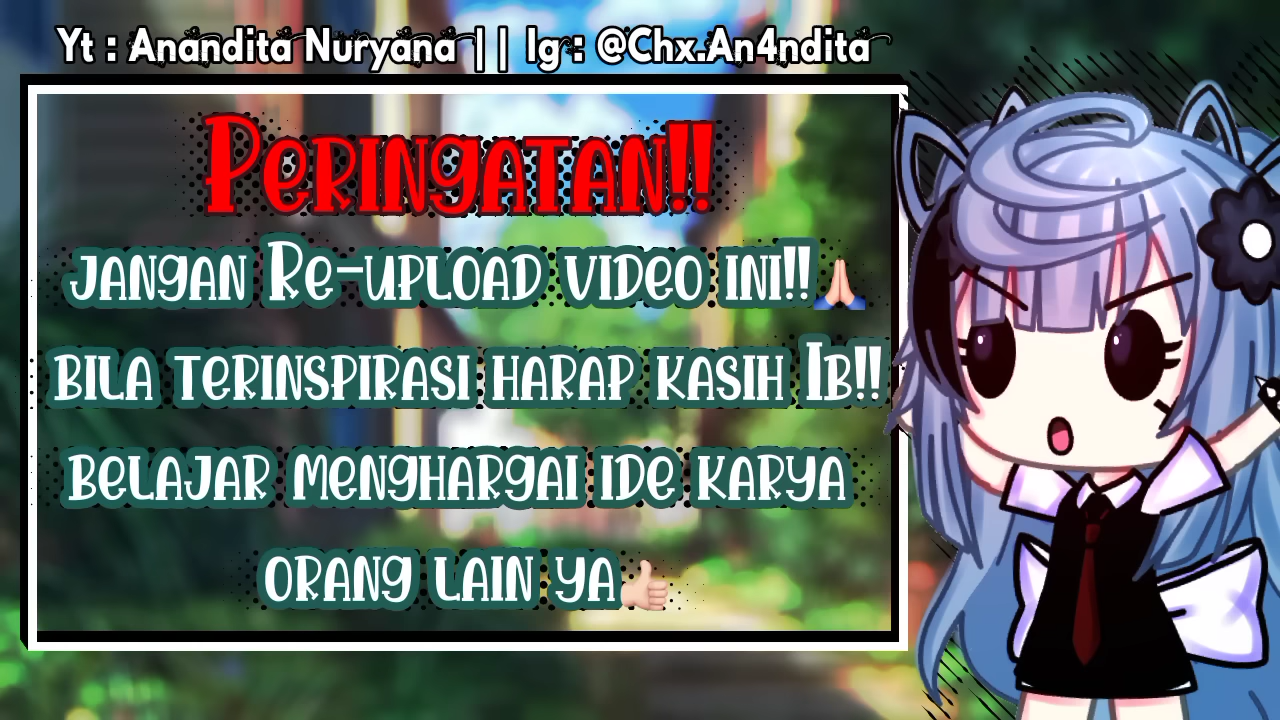 Yt : Anandita Nuryana || Ig : @Chx.An4ndita
Peringatan!!
jangan Re-upload video ini!!🙏🏻
bila terinspirasi harap kasih Ib!!
belajar menghargai ide karya
orang lain ya👍🏻